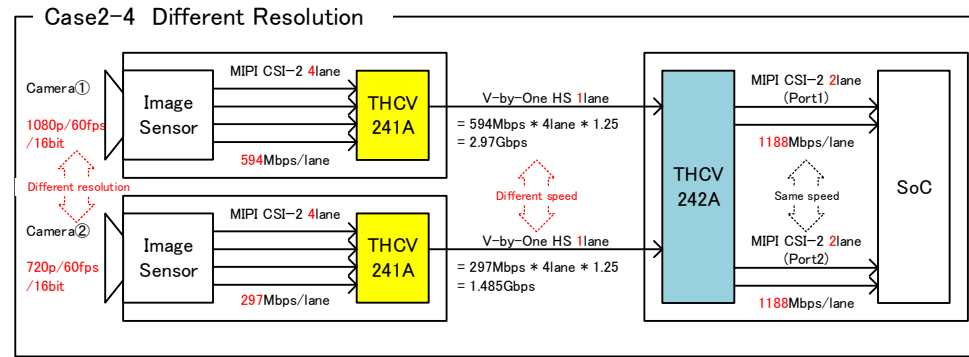 Case2-4 Different Resolution
Camera①
1080p/60fps
/16bit
Image
Sensor
MIPI CSI-2 4lane
594Mbps/lane
THCV
241A
V-by-One HS 1lane
= 594Mbps * 4lane * 1.25
= 2.97Gbps
THCV
242A
MIPI CSI-2 2lane
(Port1)
1188Mbps/lane
SoC
Different resolution
Different speed
Same speed
Camera②
720p/60fps
/16bit
Image
Sensor
MIPI CSI-2 4lane
297Mbps/lane
THCV
241A
V-by-One HS 1lane
= 297Mbps * 4lane * 1.25
= 1.485Gbps
MIPI CSI-2 2lane
(Port2)
1188Mbps/lane